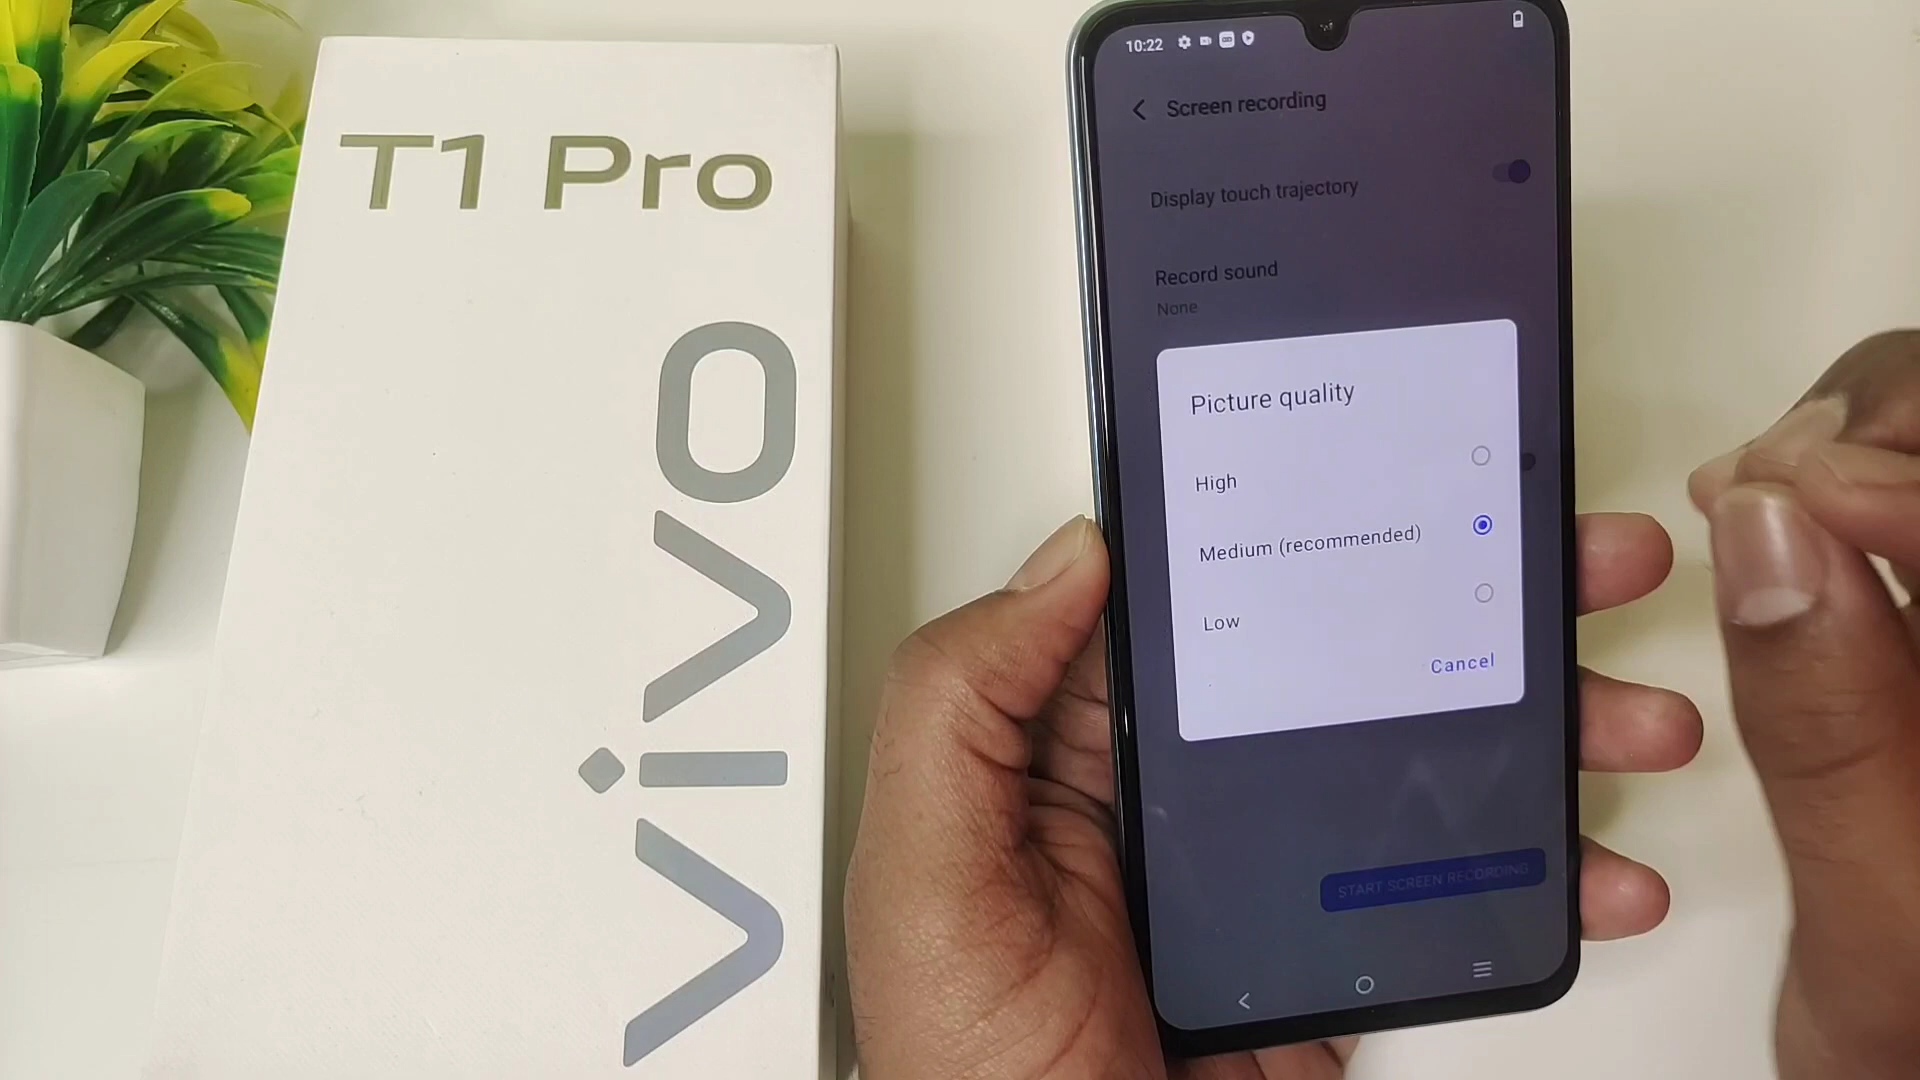 T1 Pro
vivo
10:22
Screen recording
Display touch trajectory
Record sound
None
Picture quality
High
Medium (recommended)
Low
Cancel
START SCREEN RECORDING